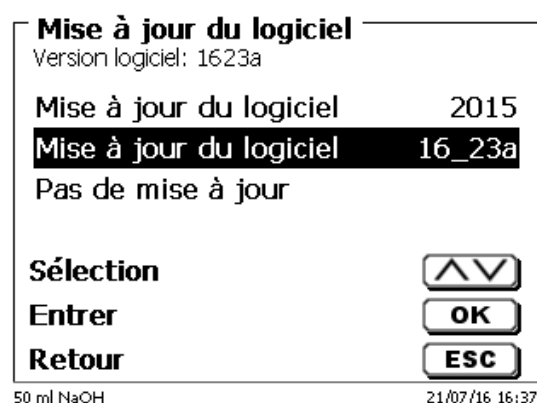 Mise à jour du logiciel
Version logiciel: 1623a
Mise à jour du logiciel 2015
Mise à jour du logiciel 16_23a
Pas de mise à jour
Sélection
Entrer OK
Retour ESC
50 ml NaOH 21/07/16 16:37